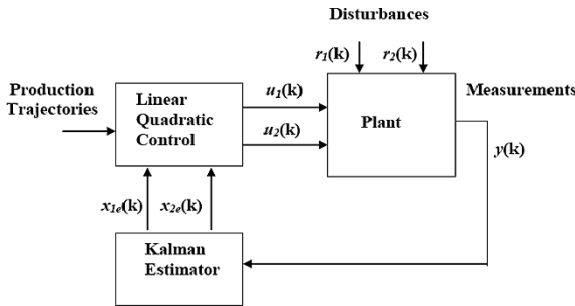 Disturbances
r1(k) r2(k)
Production
Trajectories
Linear
Quadratic
Control
u1(k)
u2(k)
Plant
Measurements
y(k)
x1e(k) x2e(k)
Kalman
Estimator